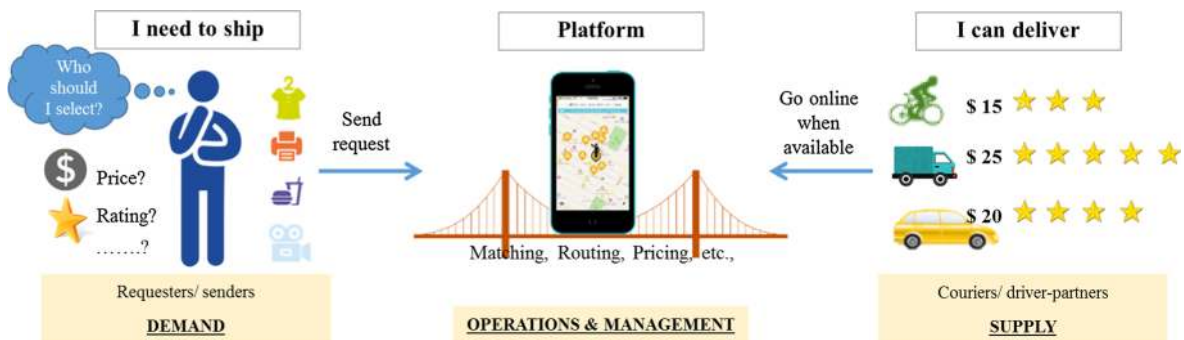 I need to ship
Who
should
I select?
$
Price?
Rating?
.......?
Send
request
Requesters/ senders
DEMAND
Platform
Matching, Routing, Pricing, etc.,
OPERATIONS & MANAGEMENT
I can deliver
Go online
when
available
$ 15
$ 25
$ 20
Couriers/ driver-partners
SUPPLY